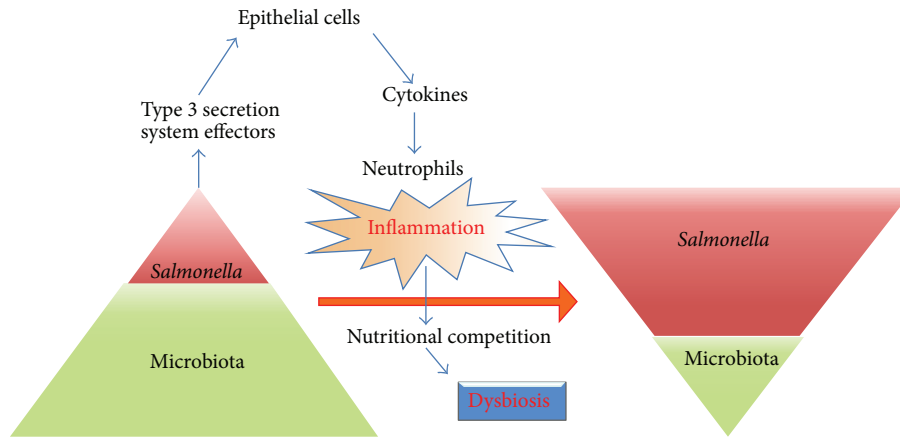 Epithelial cells
Type 3 secretion
system effectors
Cytokines
Neutrophils
Inflammation
Salmonella
Microbiota
Nutritional competition
Dysbiosis
Salmonella
Microbiota